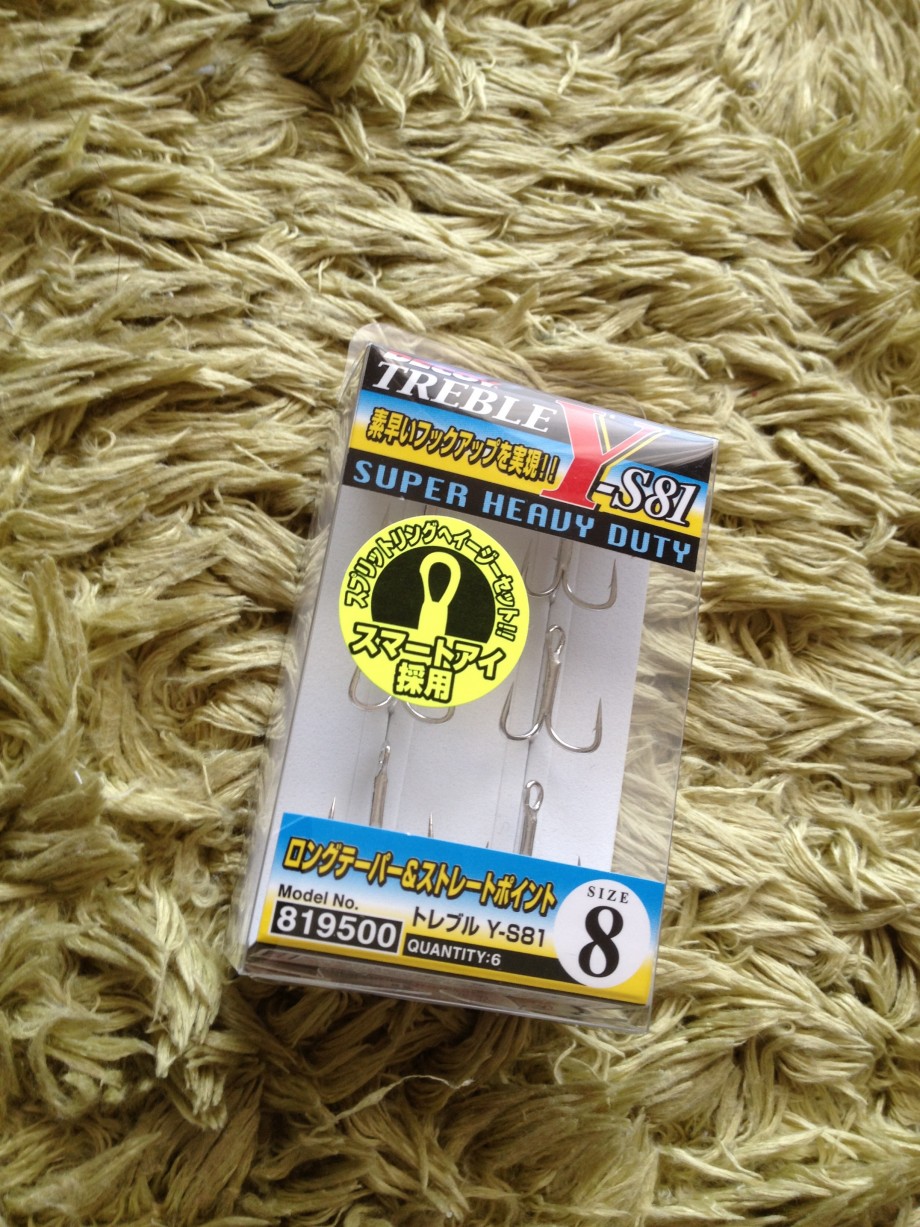 TREBLE Y-S81
素早いフックアップを実現!!
SUPER HEAVY DUTY
スプリットリングへイージーセット!!
スマートアイ
採用
ロングテーパー&ストレートポイント
Model No.
819500
トレブル Y-S81
QUANTITY:6
SIZE
8